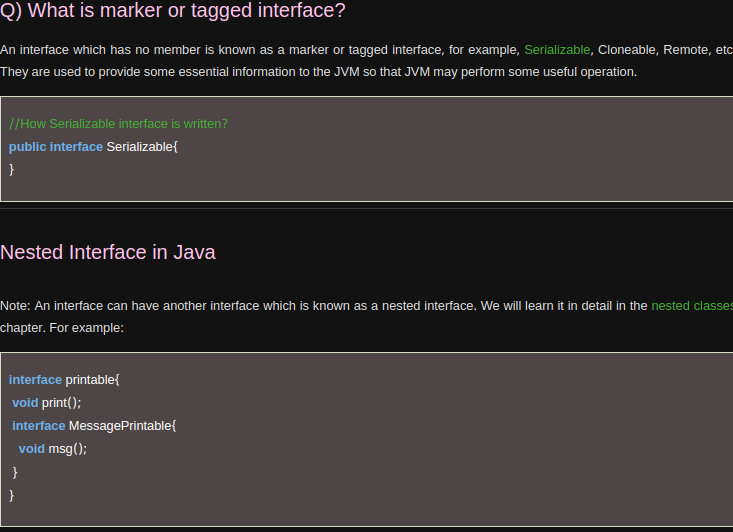 Q) What is marker or tagged interface?
An interface which has no member is known as a marker or tagged interface, for example, Serializable, Cloneable, Remote, etc
They are used to provide some essential information to the JVM so that JVM may perform some useful operation.
//How Serializable interface is written?
public interface Serializable{
}
Nested Interface in Java
Note: An interface can have another interface which is known as a nested interface. We will learn it in detail in the nested classes
chapter. For example:
interface printable{
void print();
interface MessagePrintable{
void msg();
}
}